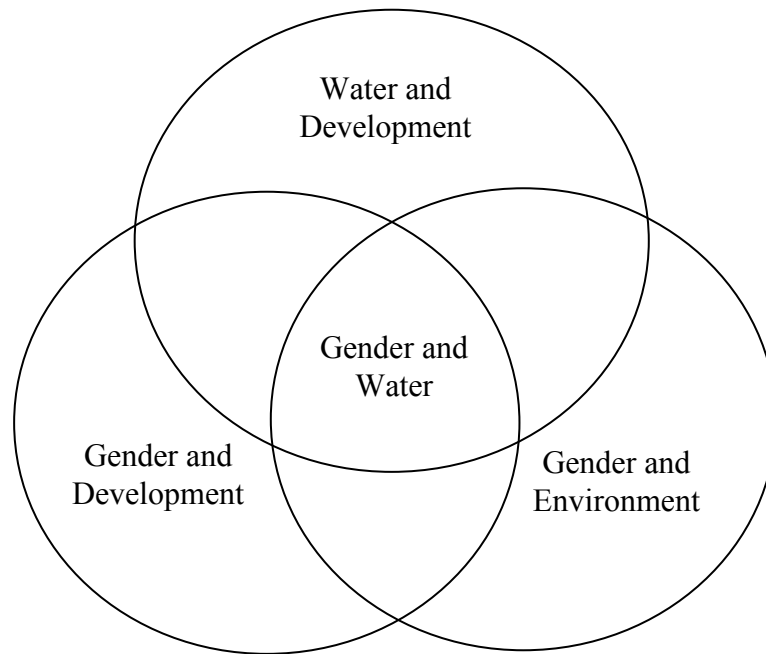 Water and
Development
Gender and
Water
Gender and
Development
Gender and
Environment